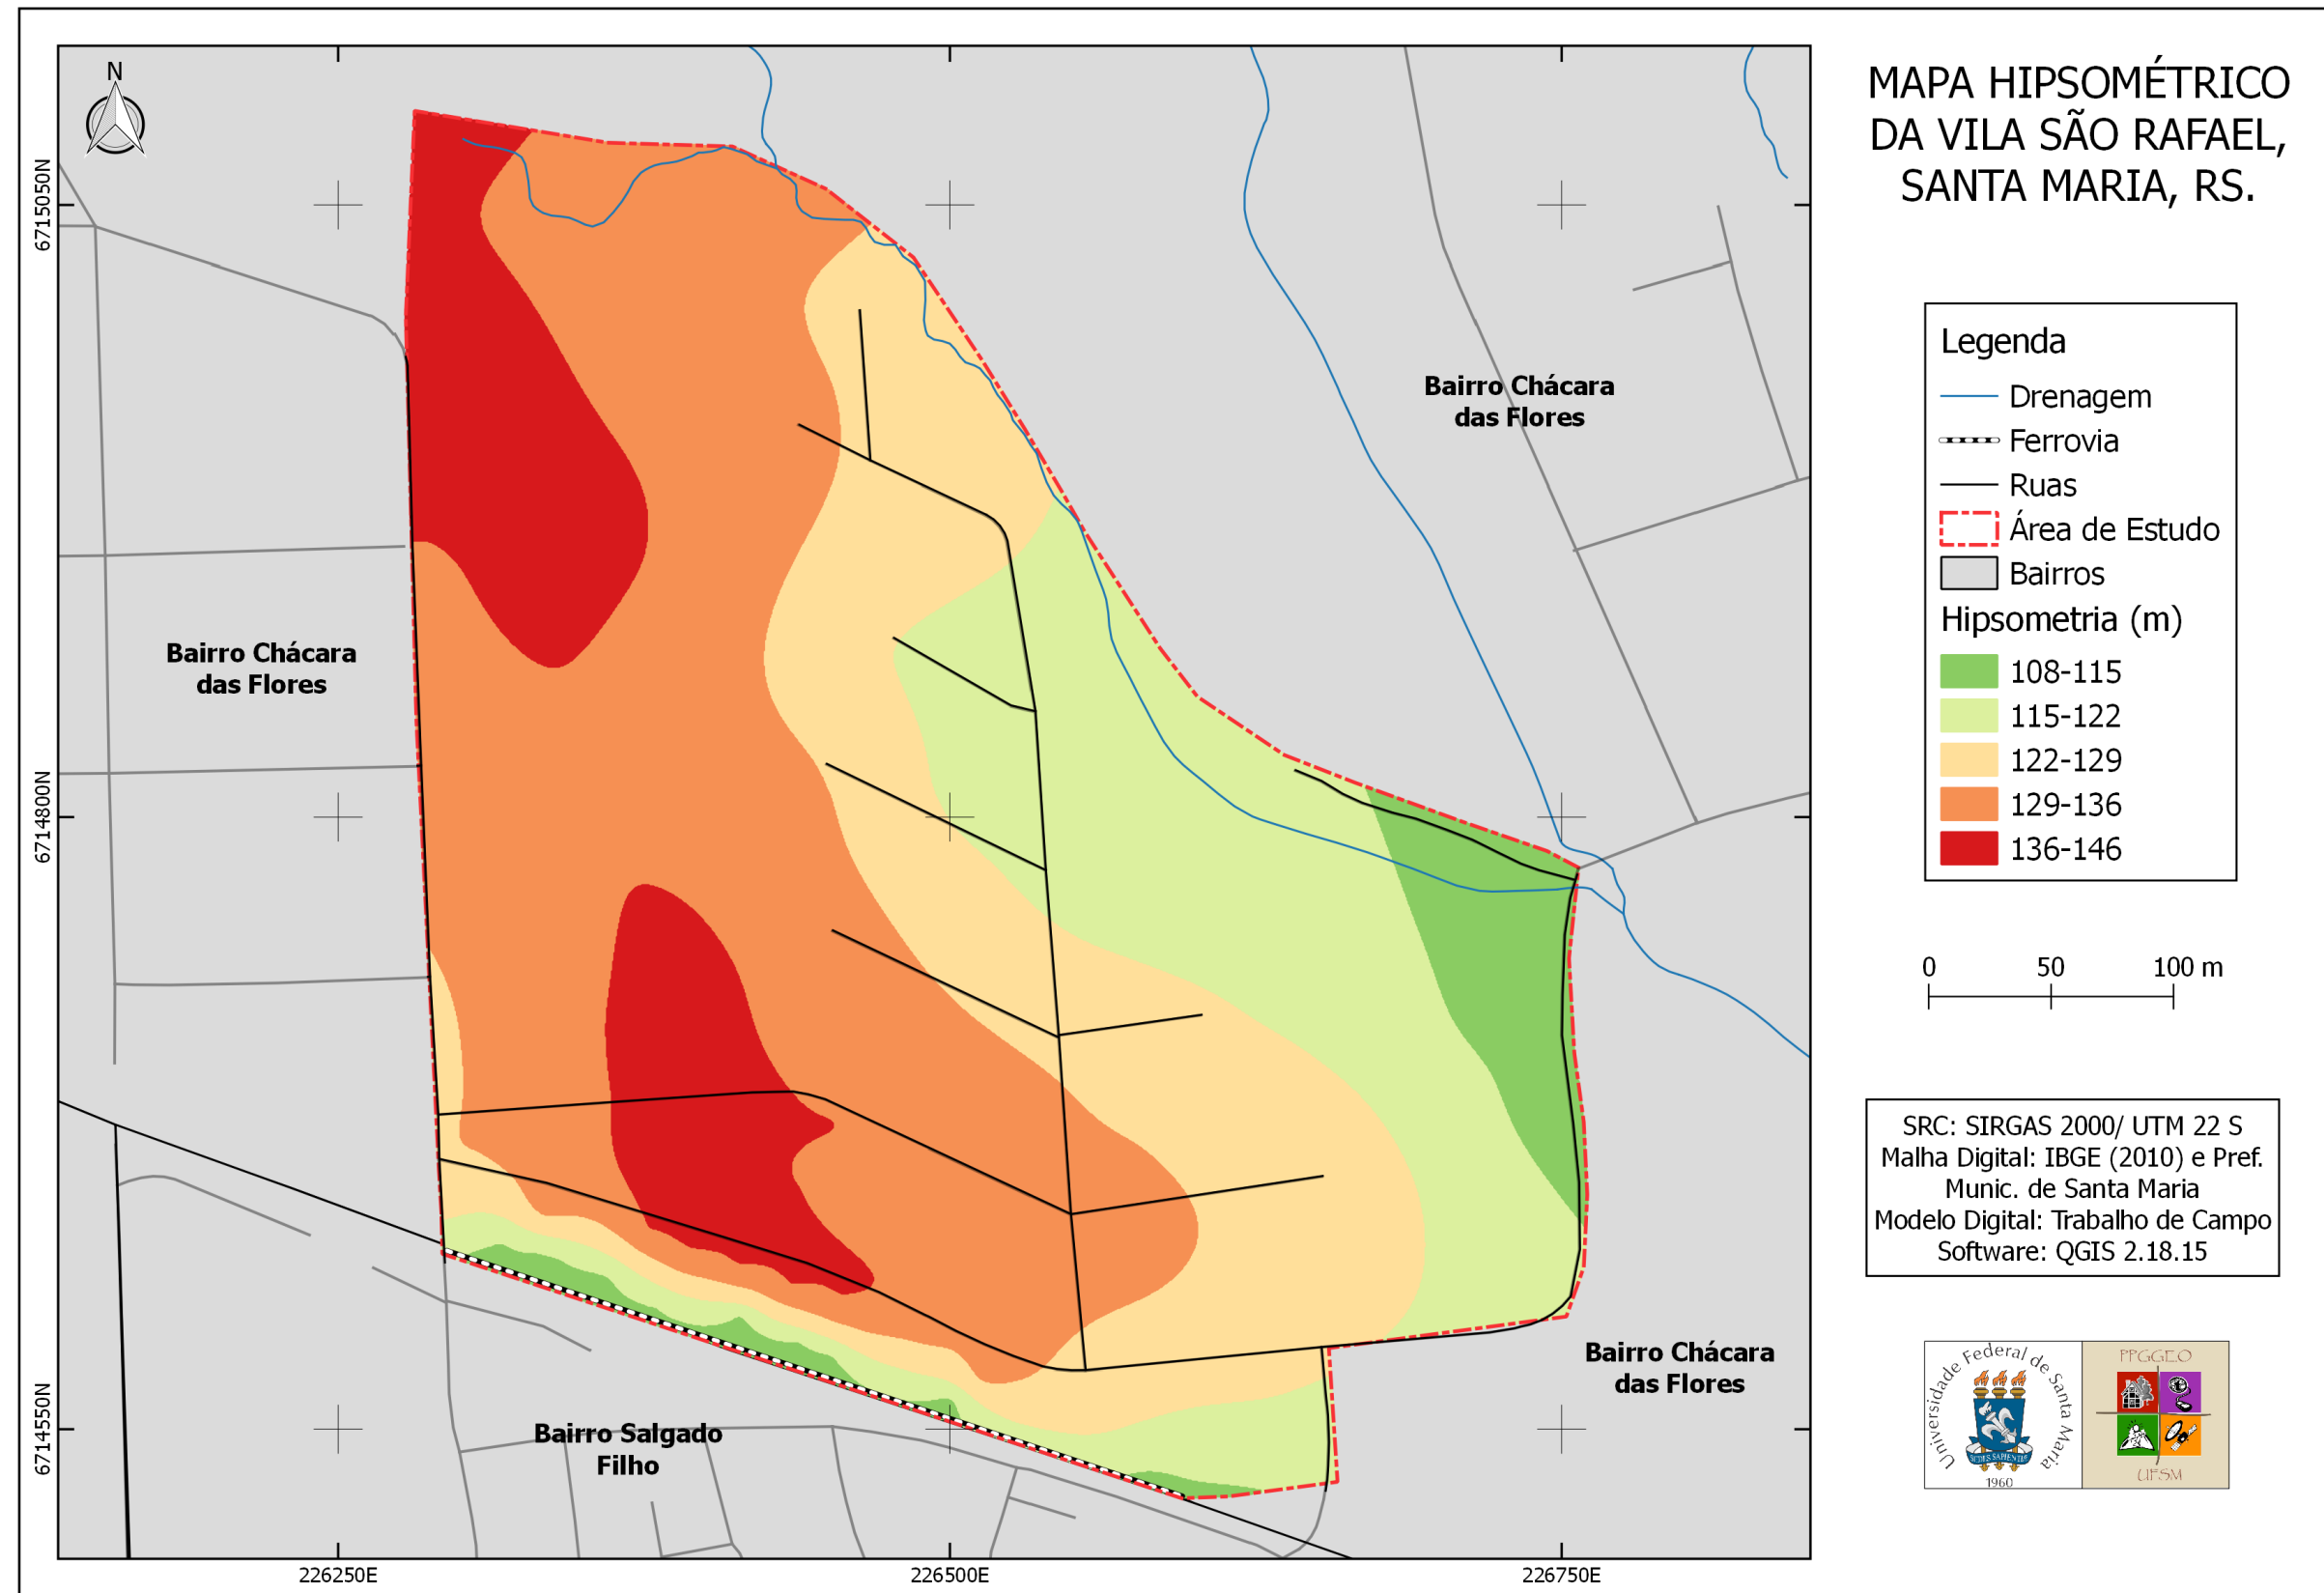 MAPA HIPSOMÉTRICO
DA VILA SÃO RAFAEL,
SANTA MARIA, RS.
N
6715050N
6714800N
6714550N
226250E
226500E
226750E
Bairro Chácara
das Flores
Bairro Chácara
das Flores
Bairro Chácara
das Flores
Bairro Salgado
Filho
Legenda
Drenagem
Ferrovia
Ruas
Área de Estudo
Bairros
Hipsometria (m)
108-115
115-122
122-129
129-136
136-146
0 50 100 m
SRC: SIRGAS 2000/ UTM 22 S
Malha Digital: IBGE (2010) e Pref.
Munic. de Santa Maria
Modelo Digital: Trabalho de Campo
Software: QGIS 2.18.15
Universidade Federal de Santa Maria
SEDES SAPIENTIAE
1960
PPGGEO
UFSM